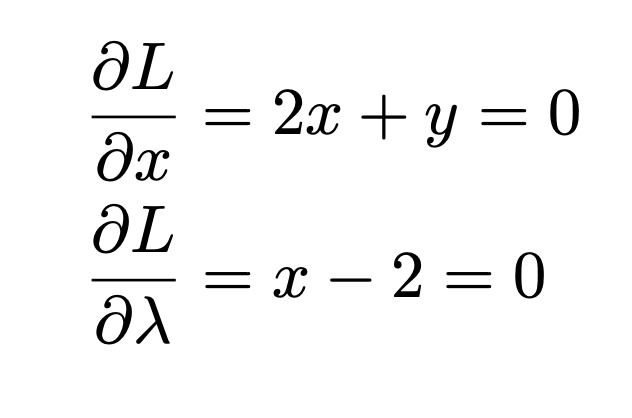 ∂L/∂x = 2x + y = 0
∂L/∂λ = x − 2 = 0